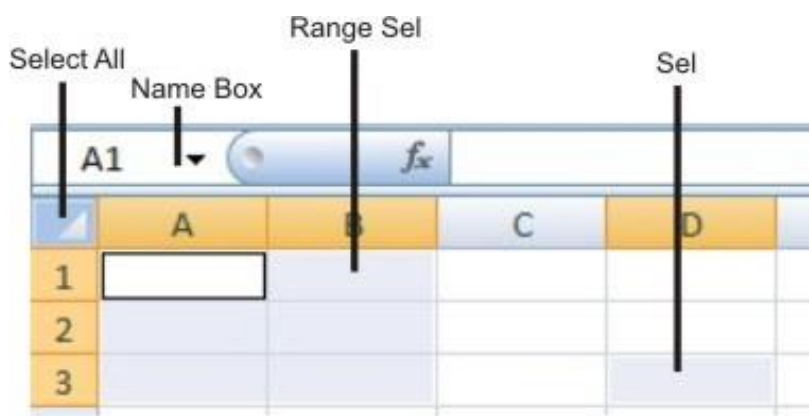 Range Sel
Select All
Sel
Name Box
A1 fx
A B C D
1
2
3